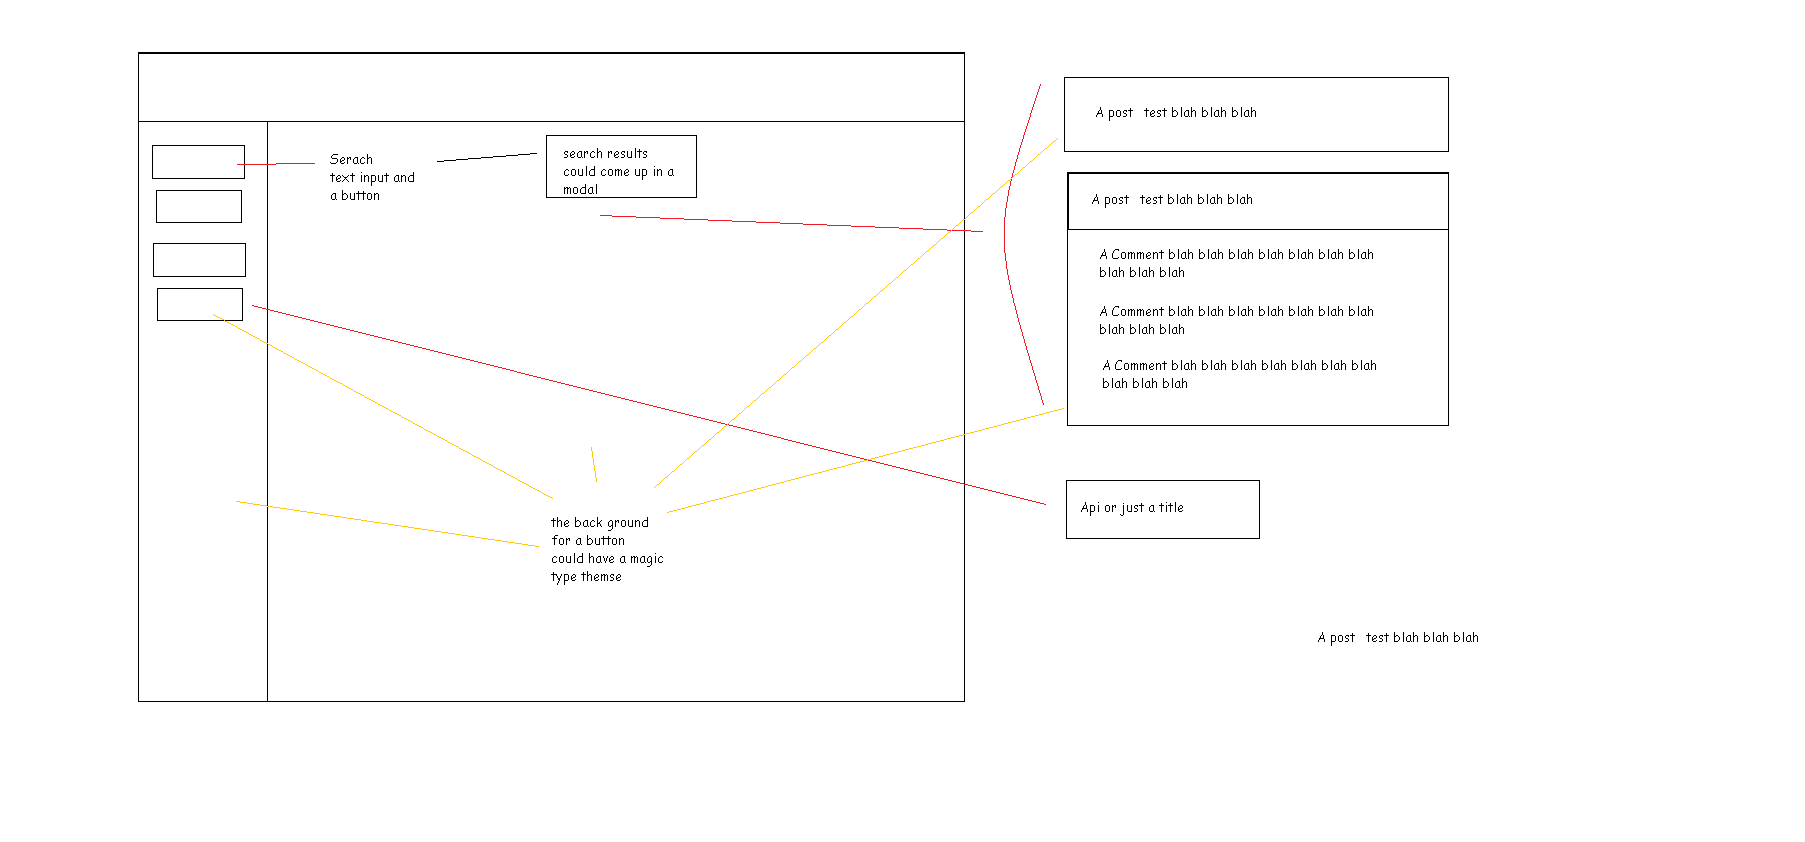 Serach
text input and
a button
search results
could come up in a
modal
the back ground
for a button
could have a magic
type themse
A post test blah blah blah
A post test blah blah blah
A Comment blah blah blah blah blah blah blah
blah blah blah
A Comment blah blah blah blah blah blah blah
blah blah blah
A Comment blah blah blah blah blah blah blah
blah blah blah
Api or just a title
A post test blah blah blah